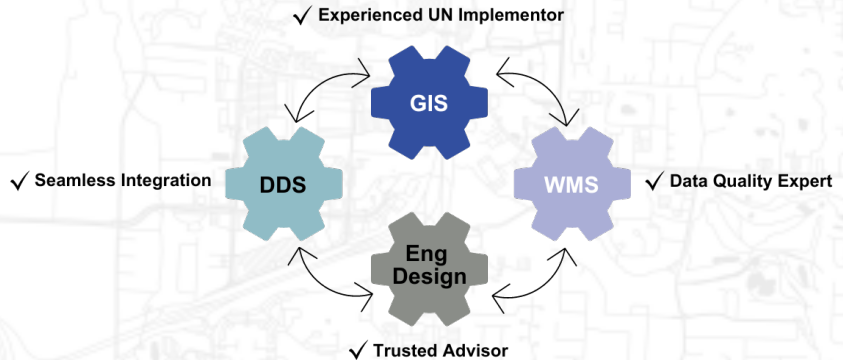 ✓ Experienced UN Implementor
GIS
✓ Seamless Integration
DDS
WMS
✓ Data Quality Expert
Eng
Design
✓ Trusted Advisor